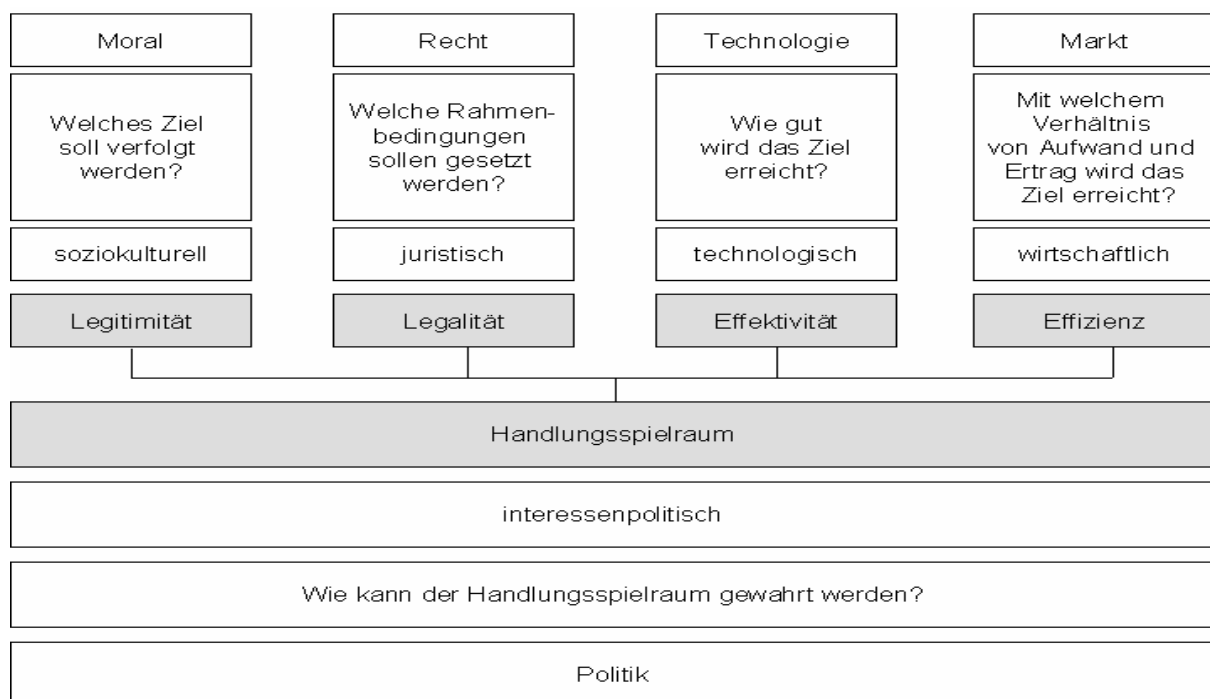 Moral
Recht
Technologie
Markt
Welches Ziel
soll verfolgt
werden?
Welche Rahmen-
bedingungen
sollen gesetzt
werden?
Wie gut
wird das Ziel
erreicht?
Mit welchem
Verhältnis
von Aufwand und
Ertrag wird das
Ziel erreicht?
soziokulturell
juristisch
technologisch
wirtschaftlich
Legitimität
Legalität
Effektivität
Effizienz
Handlungsspielraum
interessenpolitisch
Wie kann der Handlungsspielraum gewahrt werden?
Politik